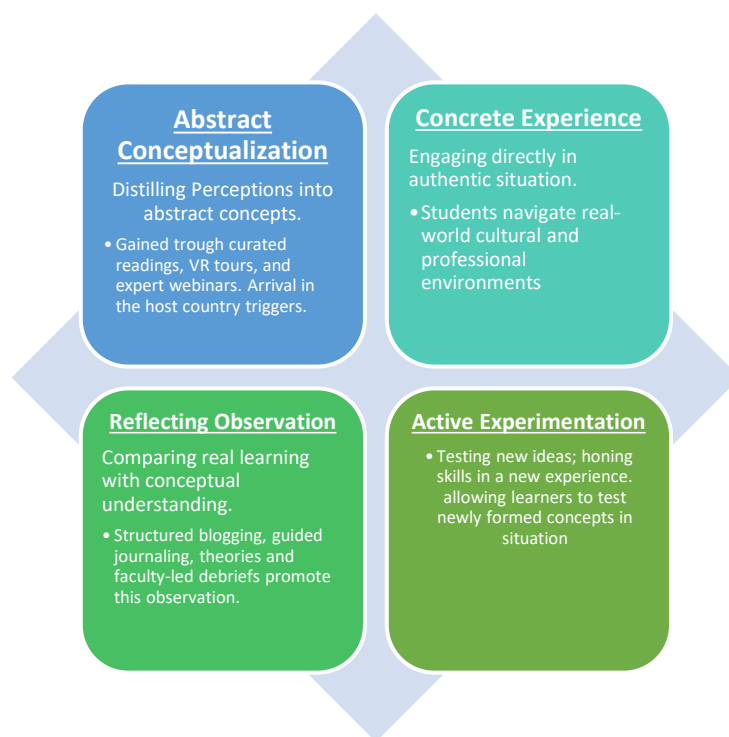 Abstract
Conceptualization
Distilling Perceptions into
abstract concepts.
• Gained trough curated
readings, VR tours, and
expert webinars. Arrival in
the host country triggers.
Concrete Experience
Engaging directly in
authentic situation.
• Students navigate real-
world cultural and
professional
environments
Reflecting Observation
Comparing real learning
with conceptual
understanding.
• Structured blogging, guided
journaling, theories and
faculty-led debriefs promote
this observation.
Active Experimentation
• Testing new ideas; honing
skills in a new experience.
allowing learners to test
newly formed concepts in
situation